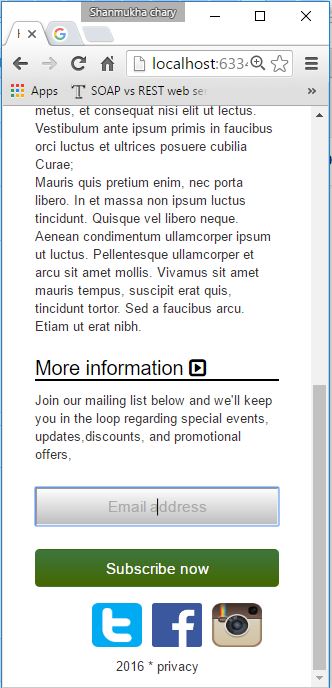 Shanmukha chary
localhost:6334
Apps
SOAP vs REST web ser
metus, et consequat nisi elit ut lectus.
Vestibulum ante ipsum primis in faucibus
orci luctus et ultrices posuere cubilia
Curae;
Mauris quis pretium enim, nec porta
libero. In et massa non ipsum luctus
tincidunt. Quisque vel libero neque.
Aenean condimentum ullamcorper ipsum
ut luctus. Pellentesque ullamcorper et
arcu sit amet mollis. Vivamus sit amet
mauris tempus, suscipit erat quis,
tincidunt tortor. Sed a faucibus arcu.
Etiam ut erat nibh.
More information
Join our mailing list below and we'll keep
you in the loop regarding special events,
updates,discounts, and promotional
offers,
Email address
Subscribe now
2016 * privacy